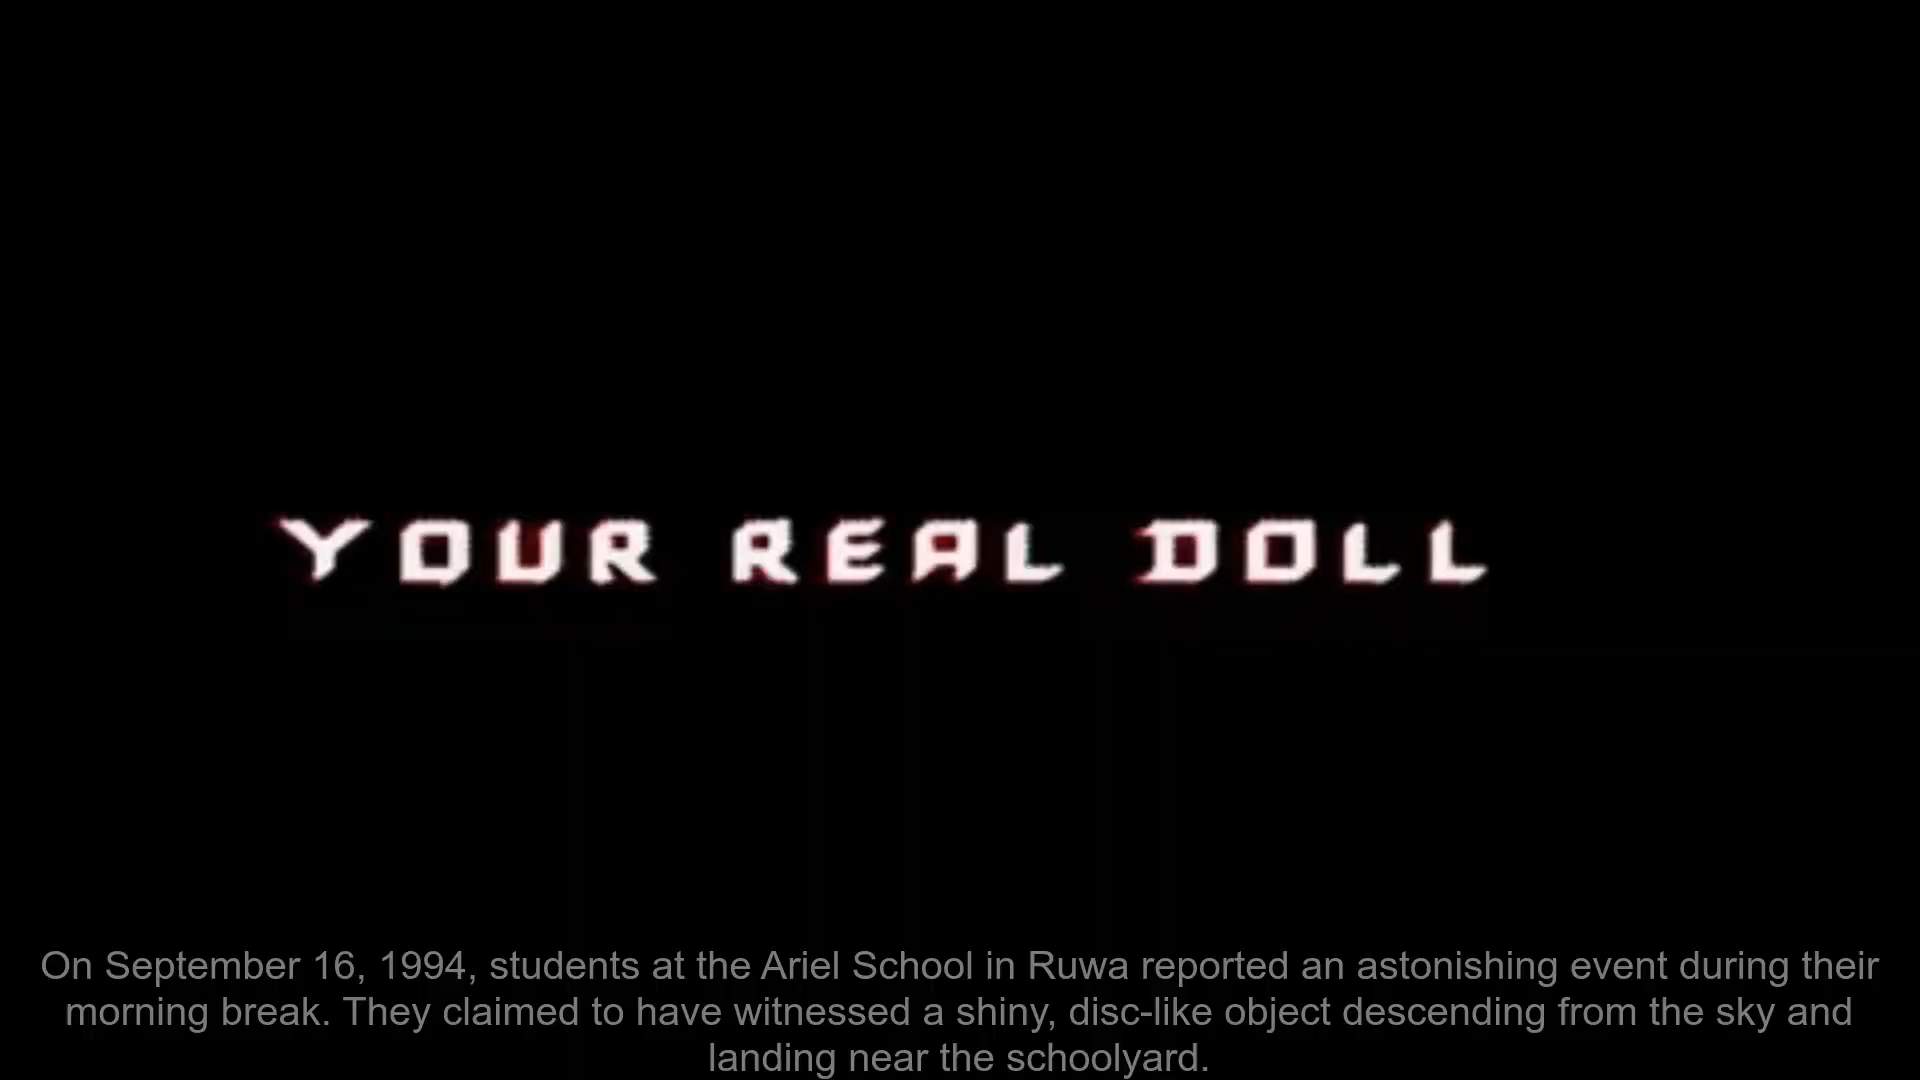 YOUR REAL DOLL
On September 16, 1994, students at the Ariel School in Ruwa reported an astonishing event during their
morning break. They claimed to have witnessed a shiny, disc-like object descending from the sky and
landing near the schoolyard.